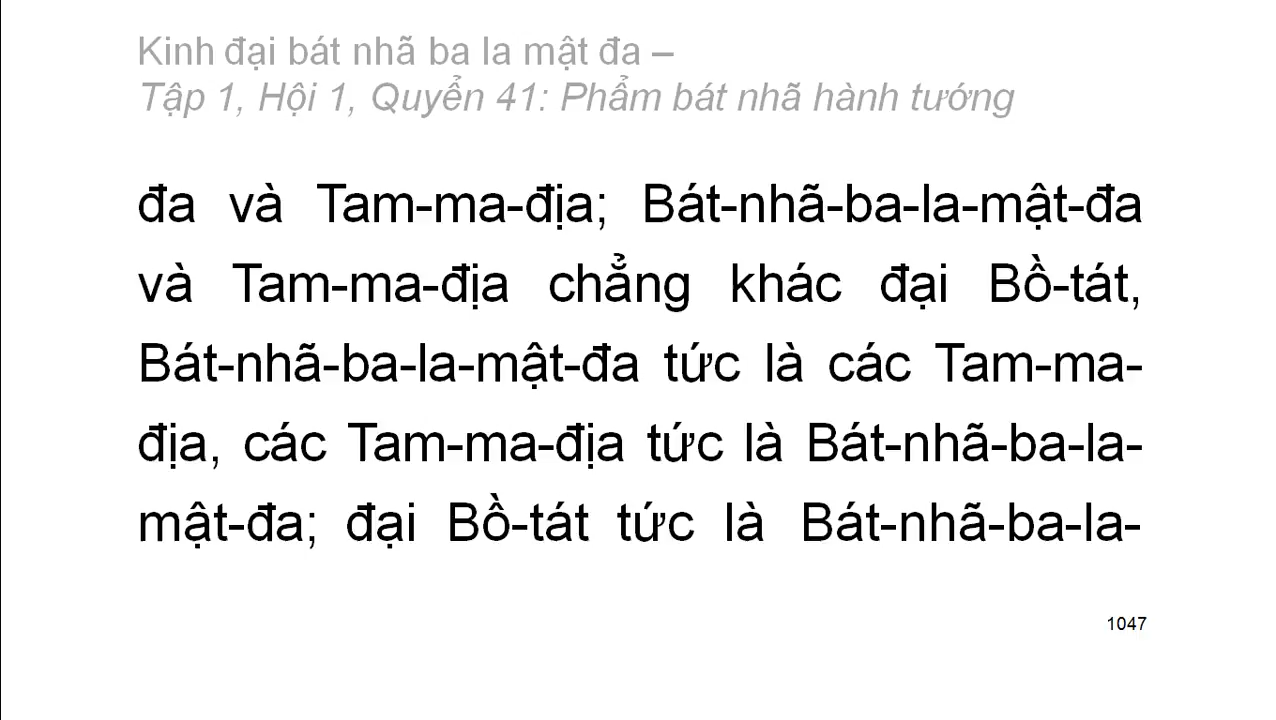 Kinh đại bát nhã ba la mật đa –
Tập 1, Hội 1, Quyển 41: Phẩm bát nhã hành tướng
đa và Tam-ma-địa; Bát-nhã-ba-la-mật-đa
và Tam-ma-địa chẳng khác đại Bồ-tát,
Bát-nhã-ba-la-mật-đa tức là các Tam-ma-
địa, các Tam-ma-địa tức là Bát-nhã-ba-la-
mật-đa; đại Bồ-tát tức là Bát-nhã-ba-la-
1047